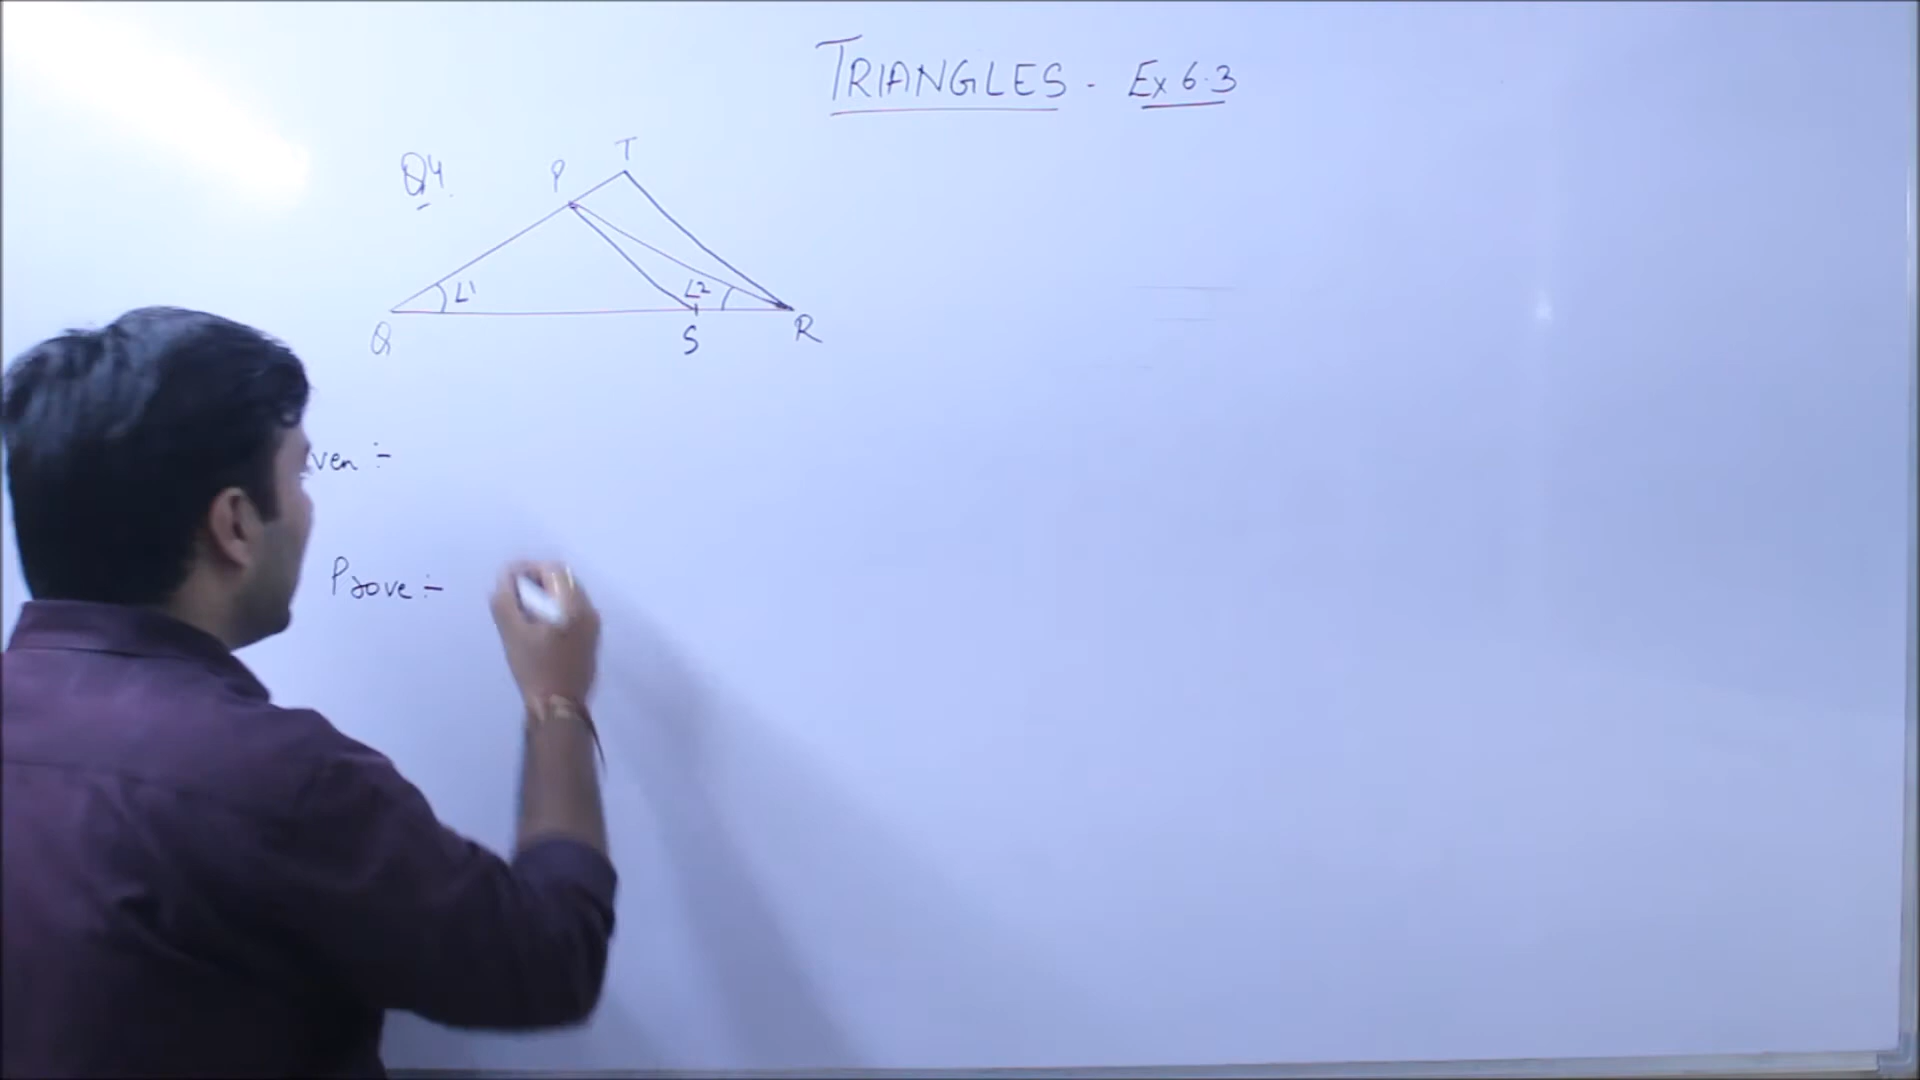 TRIANGLES - Ex 6.3
Q4.
P T
∠1 ∠2
Q S R
ven :-
Prove :-